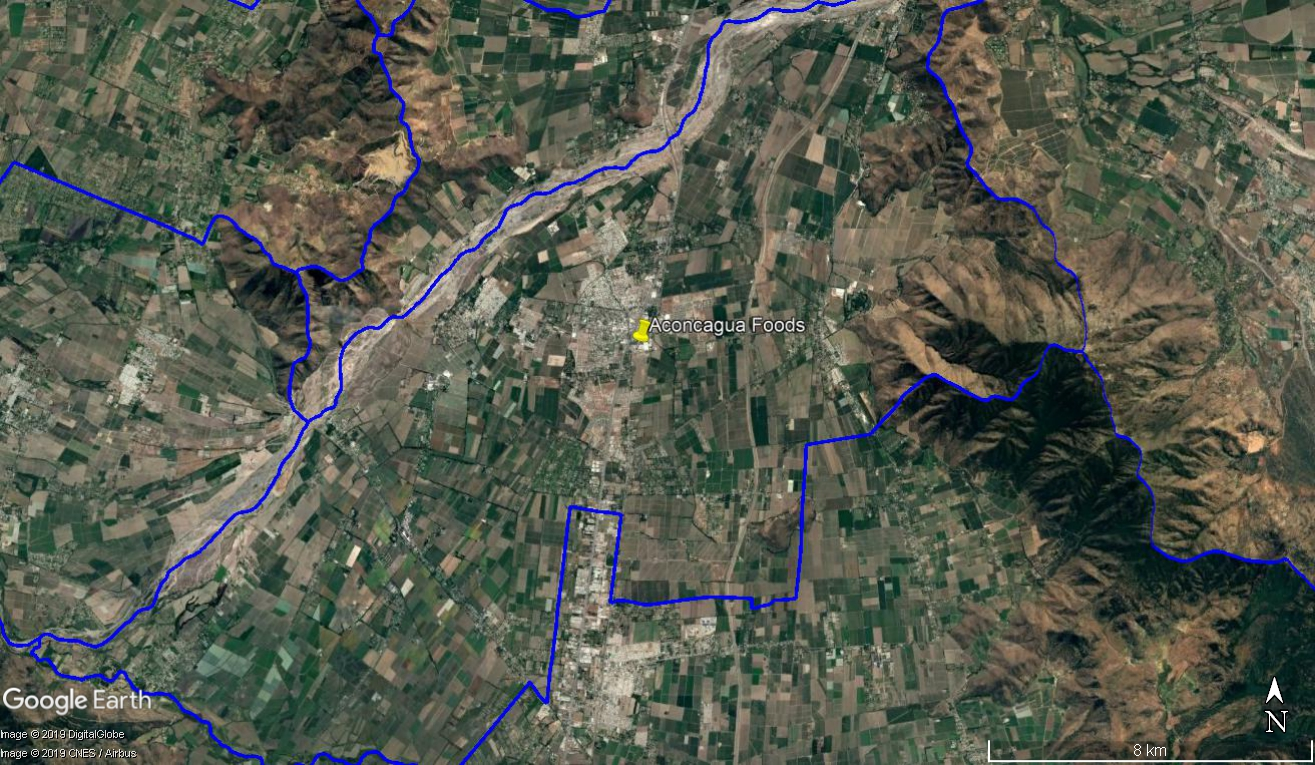 Aconcagua Foods
Google Earth
Image © 2019 DigitalGlobe
Image © 2019 CNES / Airbus
N
8 km